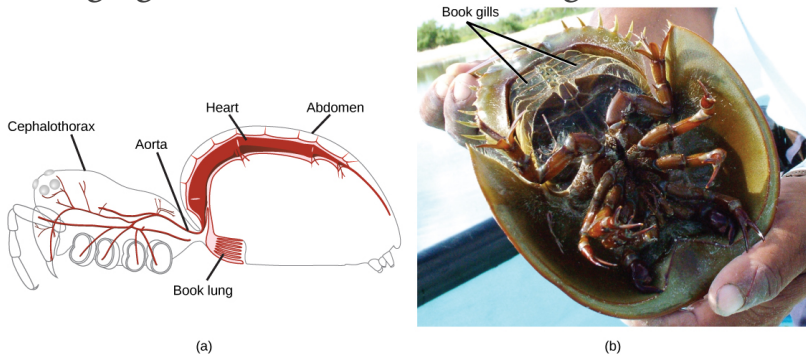 Book gills
Heart
Abdomen
Cephalothorax
Aorta
Book lung
(a)
(b)